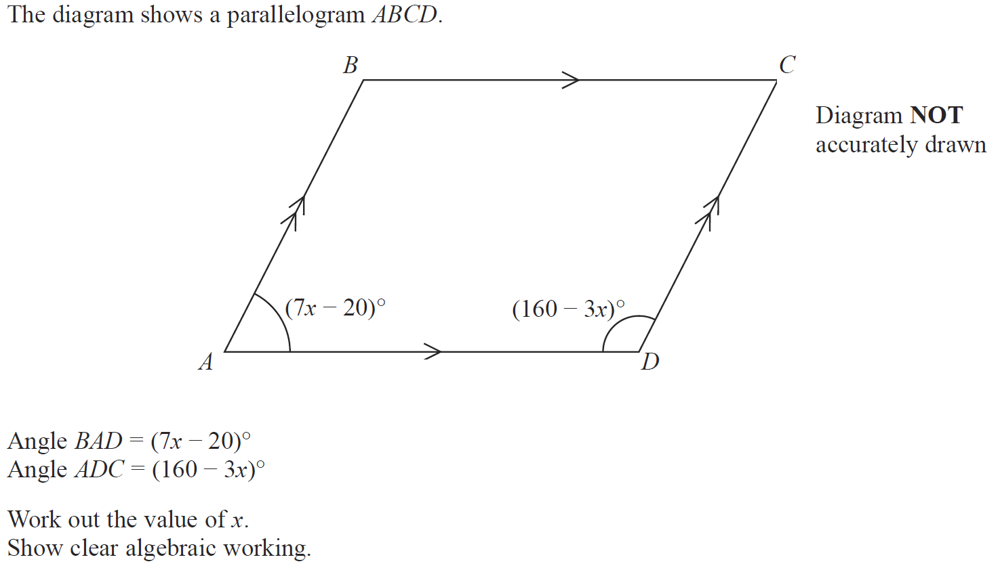 The diagram shows a parallelogram ABCD.
B
C
Diagram NOT
accurately drawn
(7x − 20)°
(160 − 3x)°
A
D
Angle BAD = (7x − 20)°
Angle ADC = (160 − 3x)°
Work out the value of x.
Show clear algebraic working.